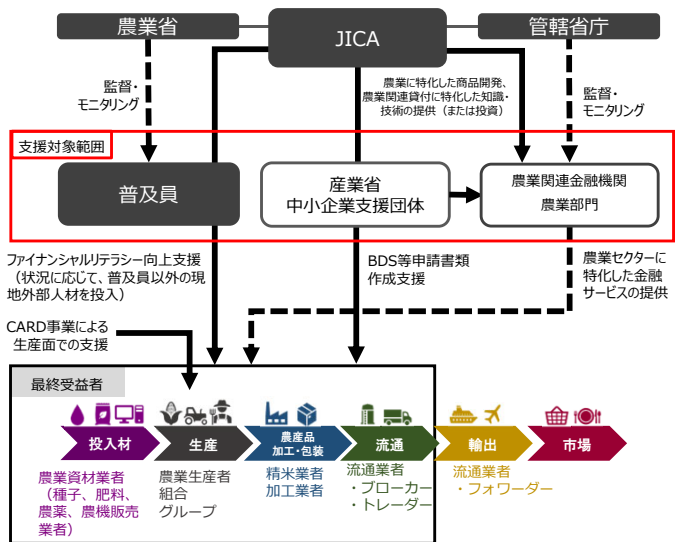 農業省
JICA
管轄省庁
監督・
モニタリング
農業に特化した商品開発、
農業関連貸付に特化した知識・
技術の提供（または投資）
監督・
モニタリング
支援対象範囲
普及員
産業省
中小企業支援団体
農業関連金融機関
農業部門
ファイナンシャルリテラシー向上支援
（状況に応じて、普及員以外の現
地外部人材を投入）
BDS等申請書類
作成支援
農業セクターに
特化した金融
サービスの提供
CARD事業による
生産面での支援
最終受益者
投入材
生産
農産品
加工・包装
流通
輸出
市場
農業資材業者
（種子、肥料、
農薬、農機販売
業者）
農業生産者
組合
グループ
精米業者
加工業者
流通業者
・ブローカー
・トレーダー
流通業者
・フォワーダー